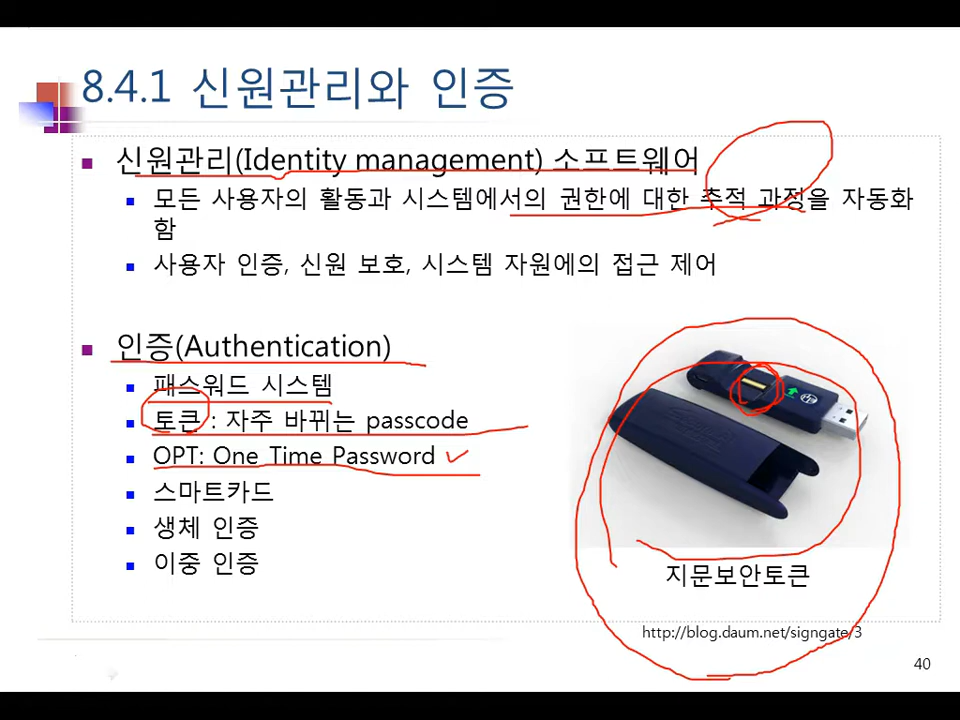 8.4.1 신원관리와 인증
신원관리(Identity management) 소프트웨어
모든 사용자의 활동과 시스템에서의 권한에 대한 추적 과정을 자동화
함
사용자 인증, 신원 보호, 시스템 자원에의 접근 제어
인증(Authentication)
패스워드 시스템
토큰 : 자주 바뀌는 passcode
OPT: One Time Password
스마트카드
생체 인증
이중 인증
지문보안토큰
http://blog.daum.net/signgate/3
40